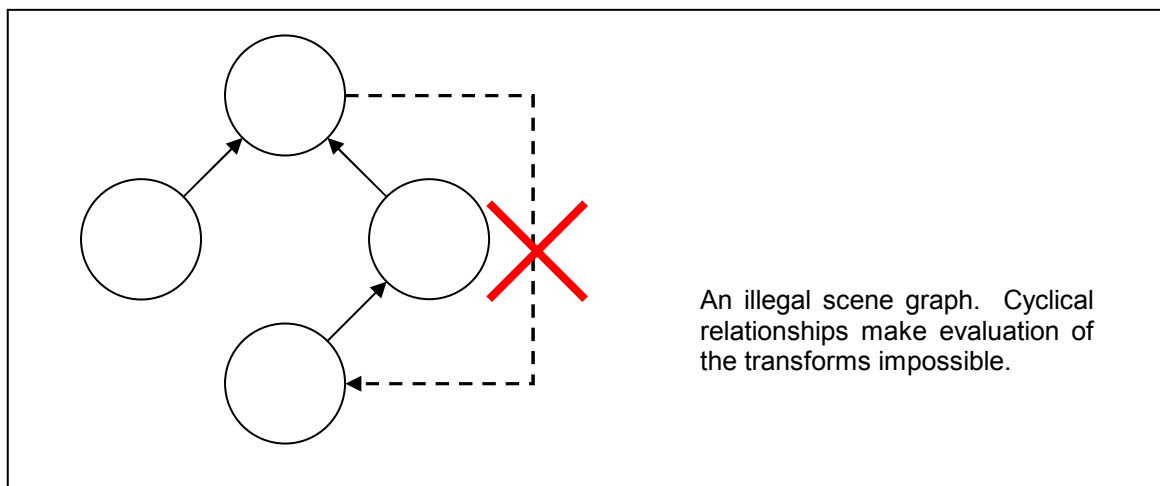 An illegal scene graph. Cyclical
relationships make evaluation of
the transforms impossible.